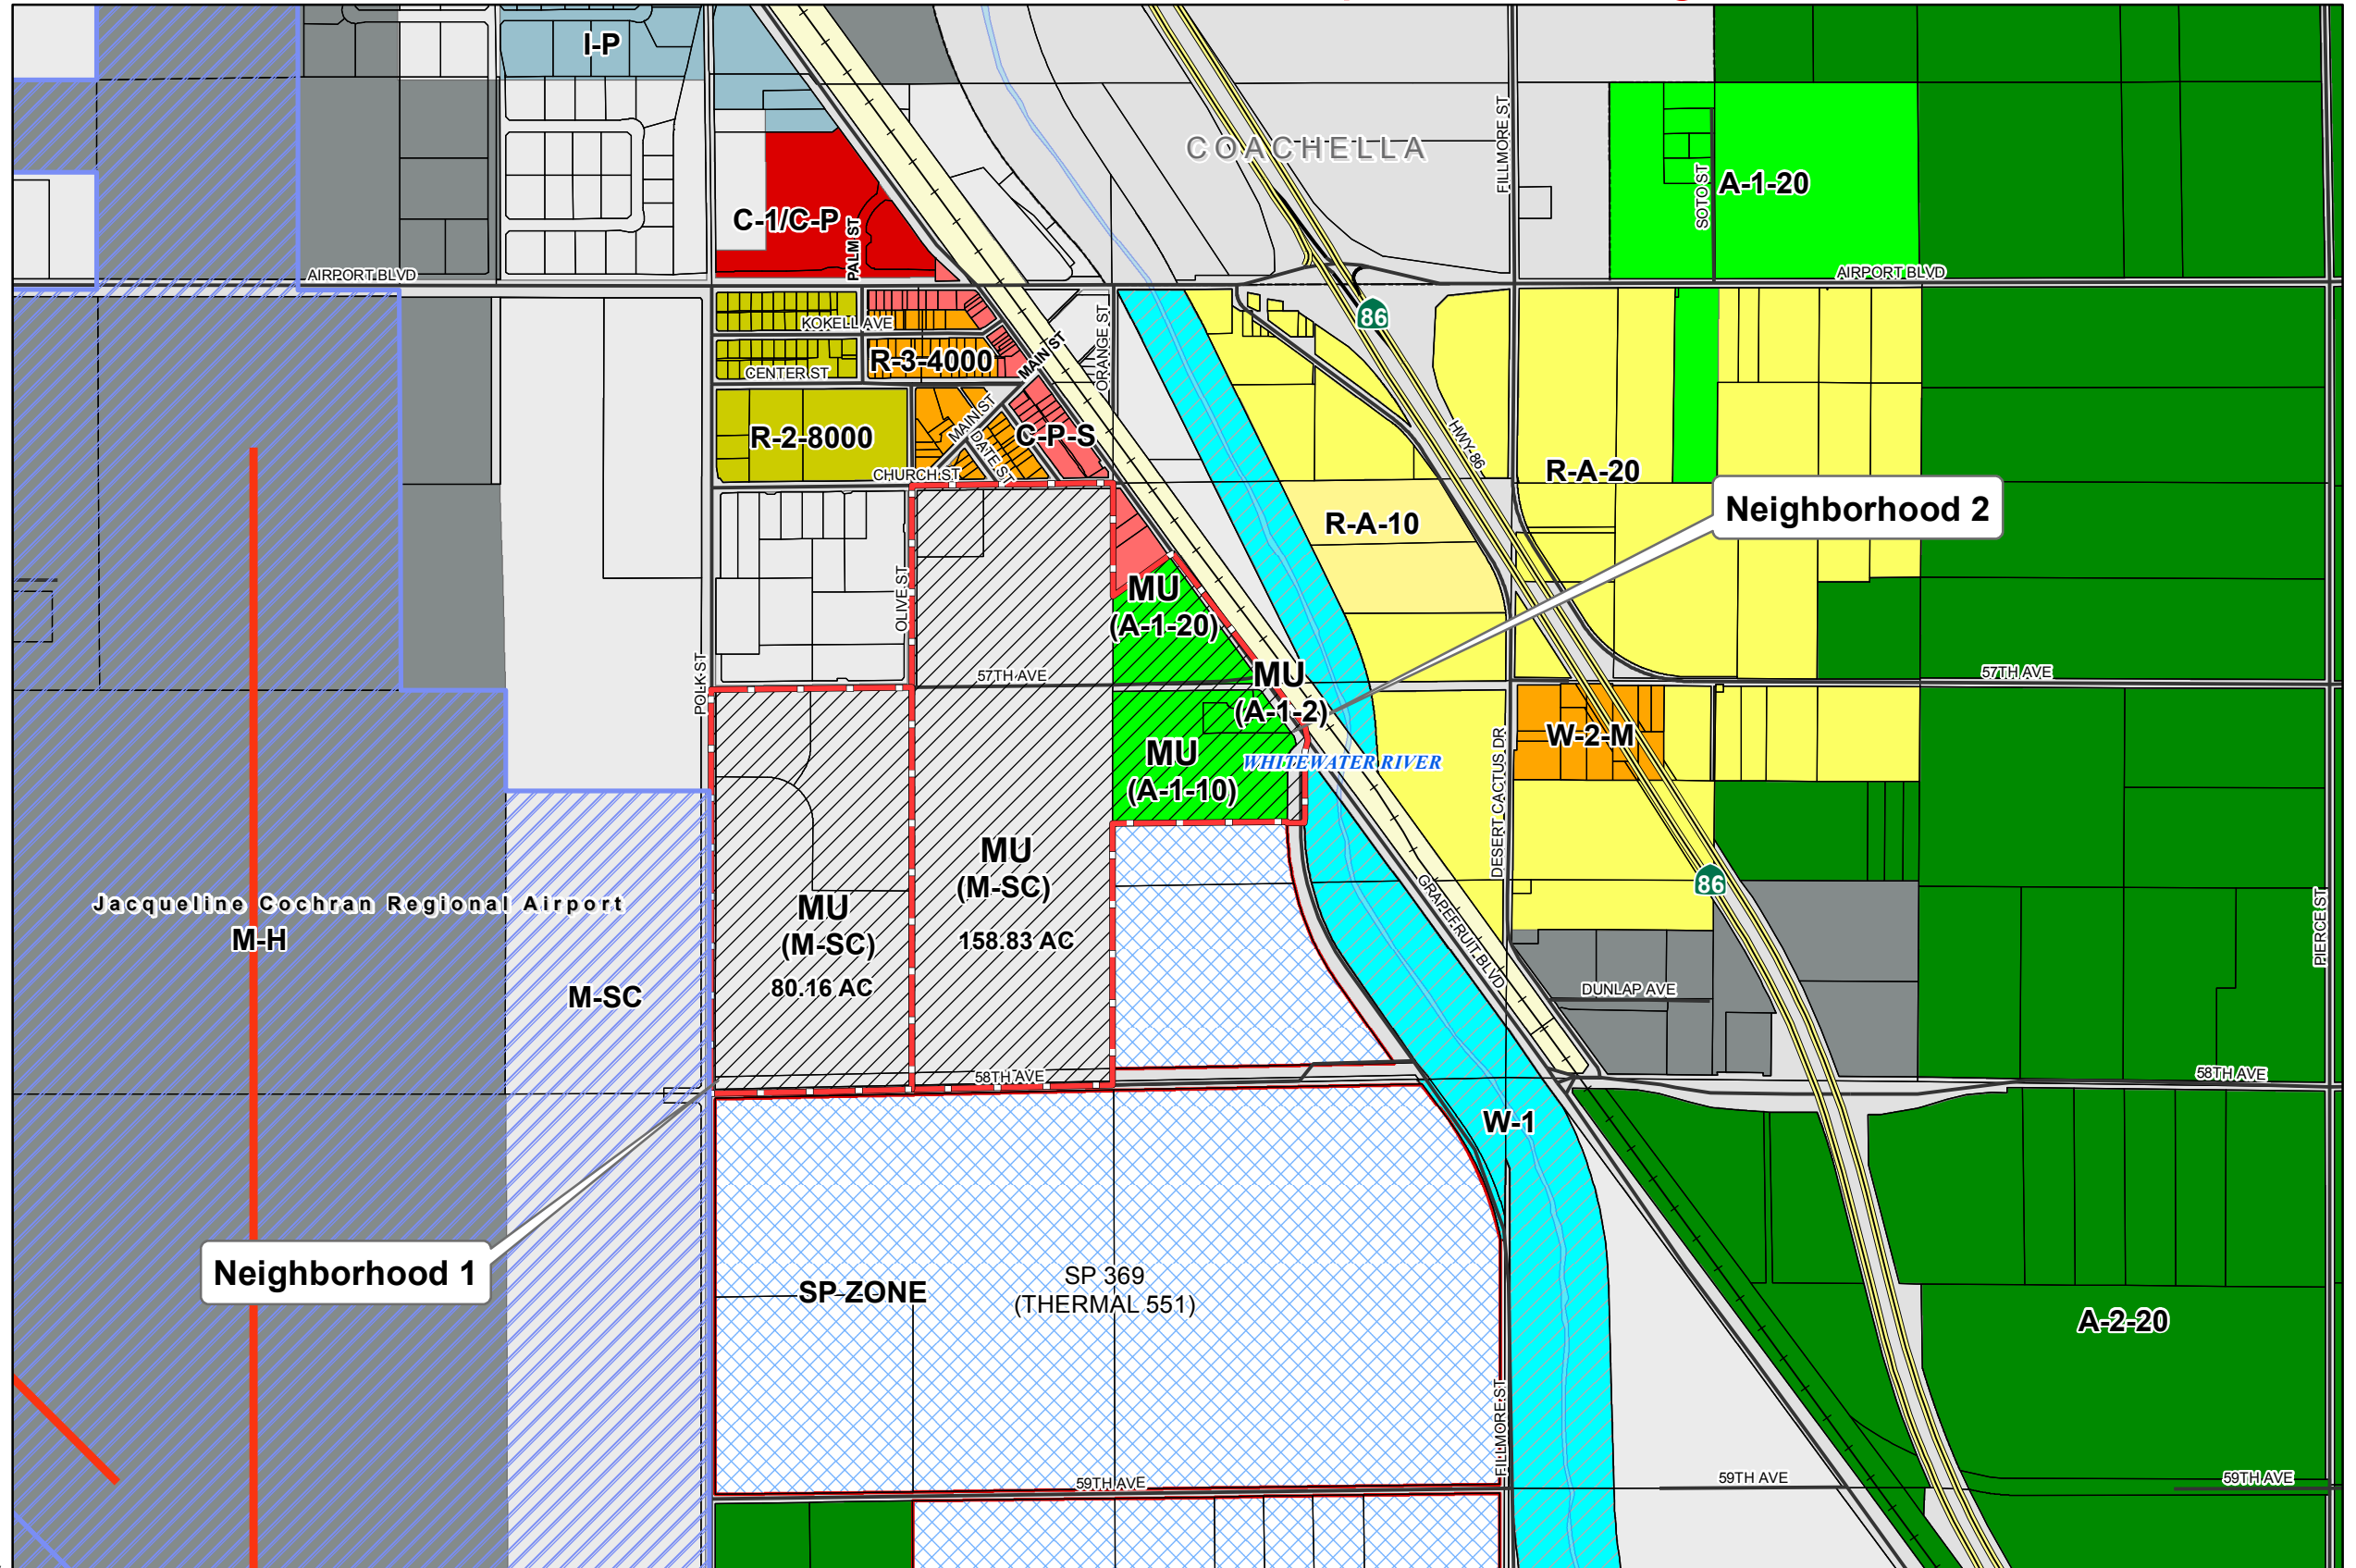 I-P
COACHELLA
FILLMORE ST
SOTO ST
A-1-20
C-1/C-P
PALM ST
AIRPORT BLVD
AIRPORT BLVD
86
KOKELL AVE
ORANGE ST
MAIN ST
R-3-4000
CENTER ST
MAIN ST
R-2-8000
DATE ST
C-P-S
HWY 86
CHURCH ST
R-A-20
R-A-10
Neighborhood 2
OLIVE ST
MU
(A-1-20)
POLK ST
57TH AVE
57TH AVE
MU
(A-1-2)
W-2-M
MU
(A-1-10)
WHITEWATER RIVER
DESERT CACTUS DR
MU
(M-SC)
158.83 AC
86
Jacqueline Cochran Regional Airport
M-H
MU
(M-SC)
80.16 AC
GRAPEFRUIT BLVD
PIERCE ST
M-SC
DUNLAP AVE
58TH AVE
58TH AVE
W-1
Neighborhood 1
SP ZONE
SP 369
(THERMAL 551)
A-2-20
FILLMORE ST
59TH AVE
59TH AVE
59TH AVE